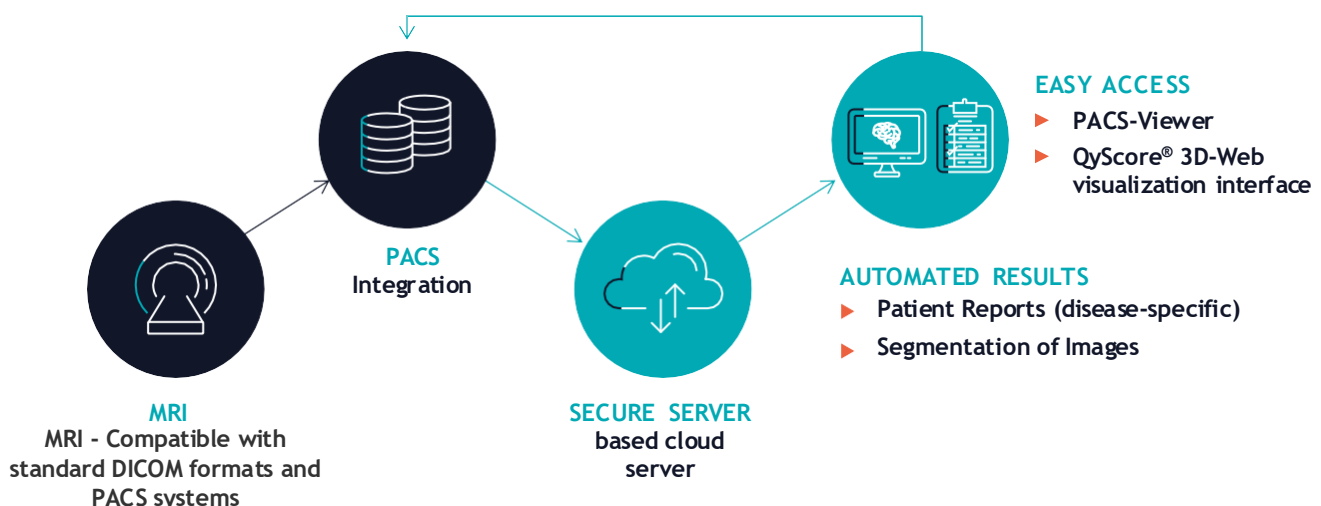 EASY ACCESS
PACS-Viewer
QyScore® 3D-Web
visualization interface
PACS
Integration
AUTOMATED RESULTS
Patient Reports (disease-specific)
Segmentation of Images
MRI
MRI - Compatible with
standard DICOM formats and
PACS systems
SECURE SERVER
based cloud
server